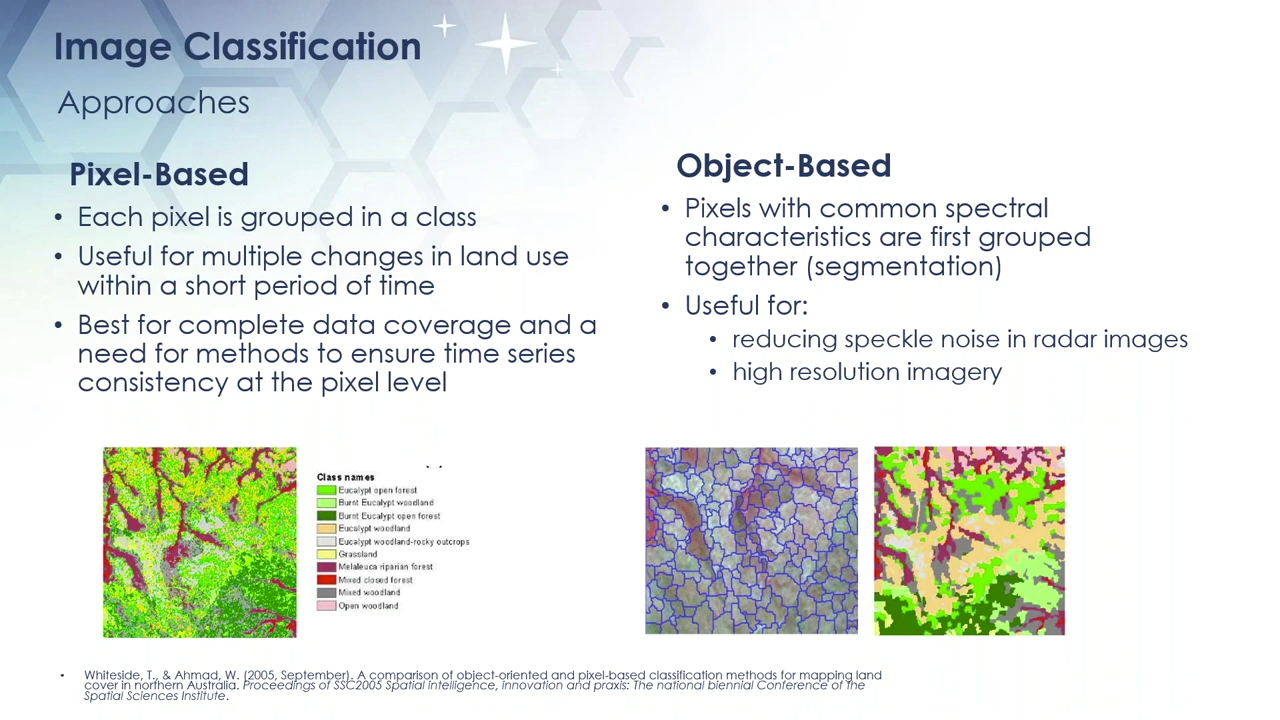 Image Classification
Approaches
Pixel-Based
• Each pixel is grouped in a class
• Useful for multiple changes in land use
within a short period of time
• Best for complete data coverage and a
need for methods to ensure time series
consistency at the pixel level
Object-Based
• Pixels with common spectral
characteristics are first grouped
together (segmentation)
• Useful for:
• reducing speckle noise in radar images
• high resolution imagery
Class names
Eucalypt open forest
Burnt Eucalypt woodland
Burnt Eucalypt open forest
Eucalypt woodland
Eucalypt woodland-rocky outcrops
Grassland
Melaleuca riparian forest
Mixed closed forest
Mixed woodland
Open woodland
• Whiteside, T., & Ahmad, W. (2005, September). A comparison of object-oriented and pixel-based classification methods for mapping land
cover in northern Australia. Proceedings of SSC2005 Spatial intelligence, innovation and praxis: The national biennial Conference of the
Spatial Sciences Institute.